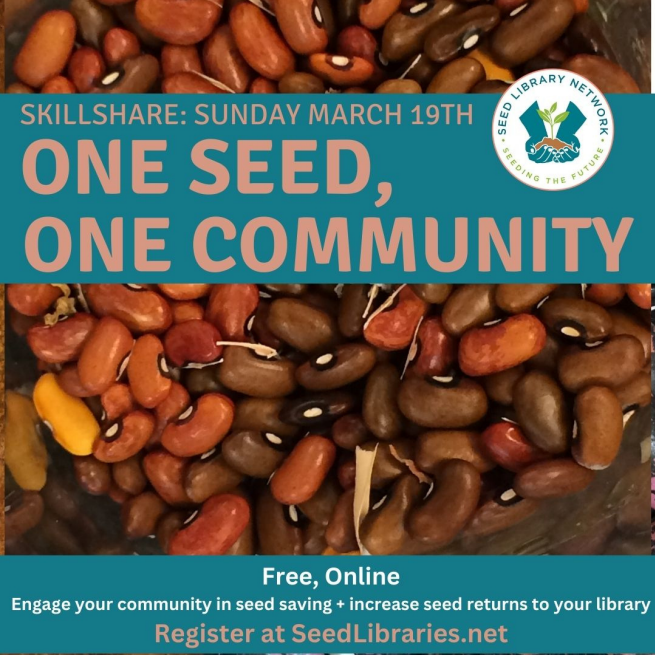 SKILLSHARE: SUNDAY MARCH 19TH
ONE SEED,
ONE COMMUNITY
SEED LIBRARY NETWORK
SEEDING THE FUTURE
Free, Online
Engage your community in seed saving + increase seed returns to your library
Register at SeedLibraries.net